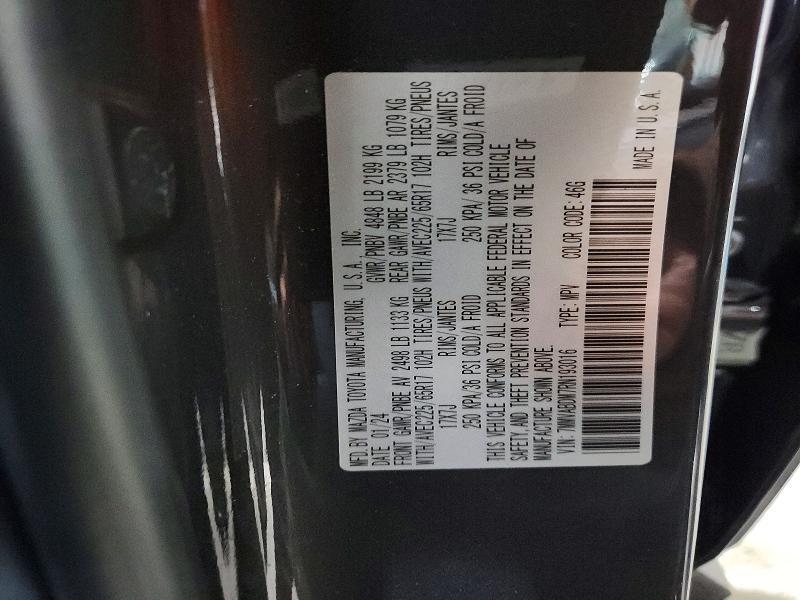 MFD. BY MAZDA TOYOTA MANUFACTURING, U.S.A., INC.
DATE 01/24 GWWR/PNBV 4848 LB 2199 KG
FRONT GAWR/PNBE AV 2498 LB 1133 KG REAR GAWR/PNBE AR 2379 LB 1079 KG
WITH/AVEC225/65R17 102H TIRES/PNEUS WITH/AVEC225/65R17 102H TIRES/PNEUS
17X7J RIMS/JANTES 17X7J RIMS/JANTES
250 KPA/36 PSI COLD/A FROID 250 KPA/36 PSI COLD/A FROID
THIS VEHICLE CONFORMS TO ALL APPLICABLE FEDERAL MOTOR VEHICLE
SAFETY AND THEFT PREVENTION STANDARDS IN EFFECT ON THE DATE OF
MANUFACTURE SHOWN ABOVE.
VIN: 7MMVABDM7PN193016 TYPE: MPV COLOR CODE: 46G
MADE IN U.S.A.